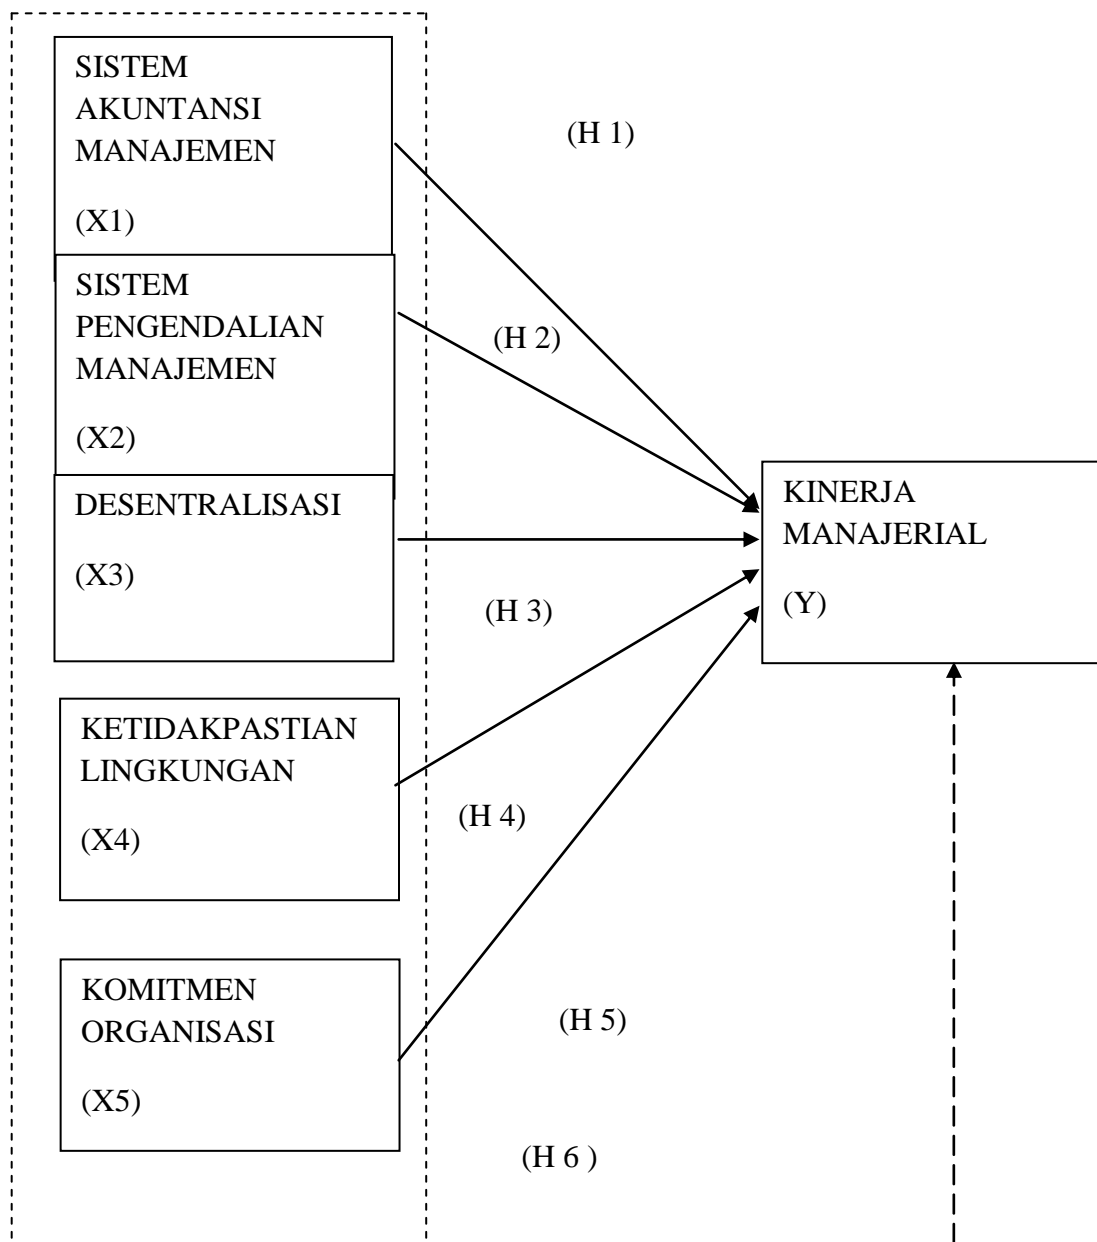 SISTEM
AKUNTANSI
MANAJEMEN
(X1)
(H 1)
SISTEM
PENGENDALIAN
MANAJEMEN
(X2)
(H 2)
DESENTRALISASI
(X3)
(H 3)
KINERJA
MANAJERIAL
(Y)
KETIDAKPASTIAN
LINGKUNGAN
(X4)
(H 4)
KOMITMEN
ORGANISASI
(X5)
(H 5)
(H 6 )